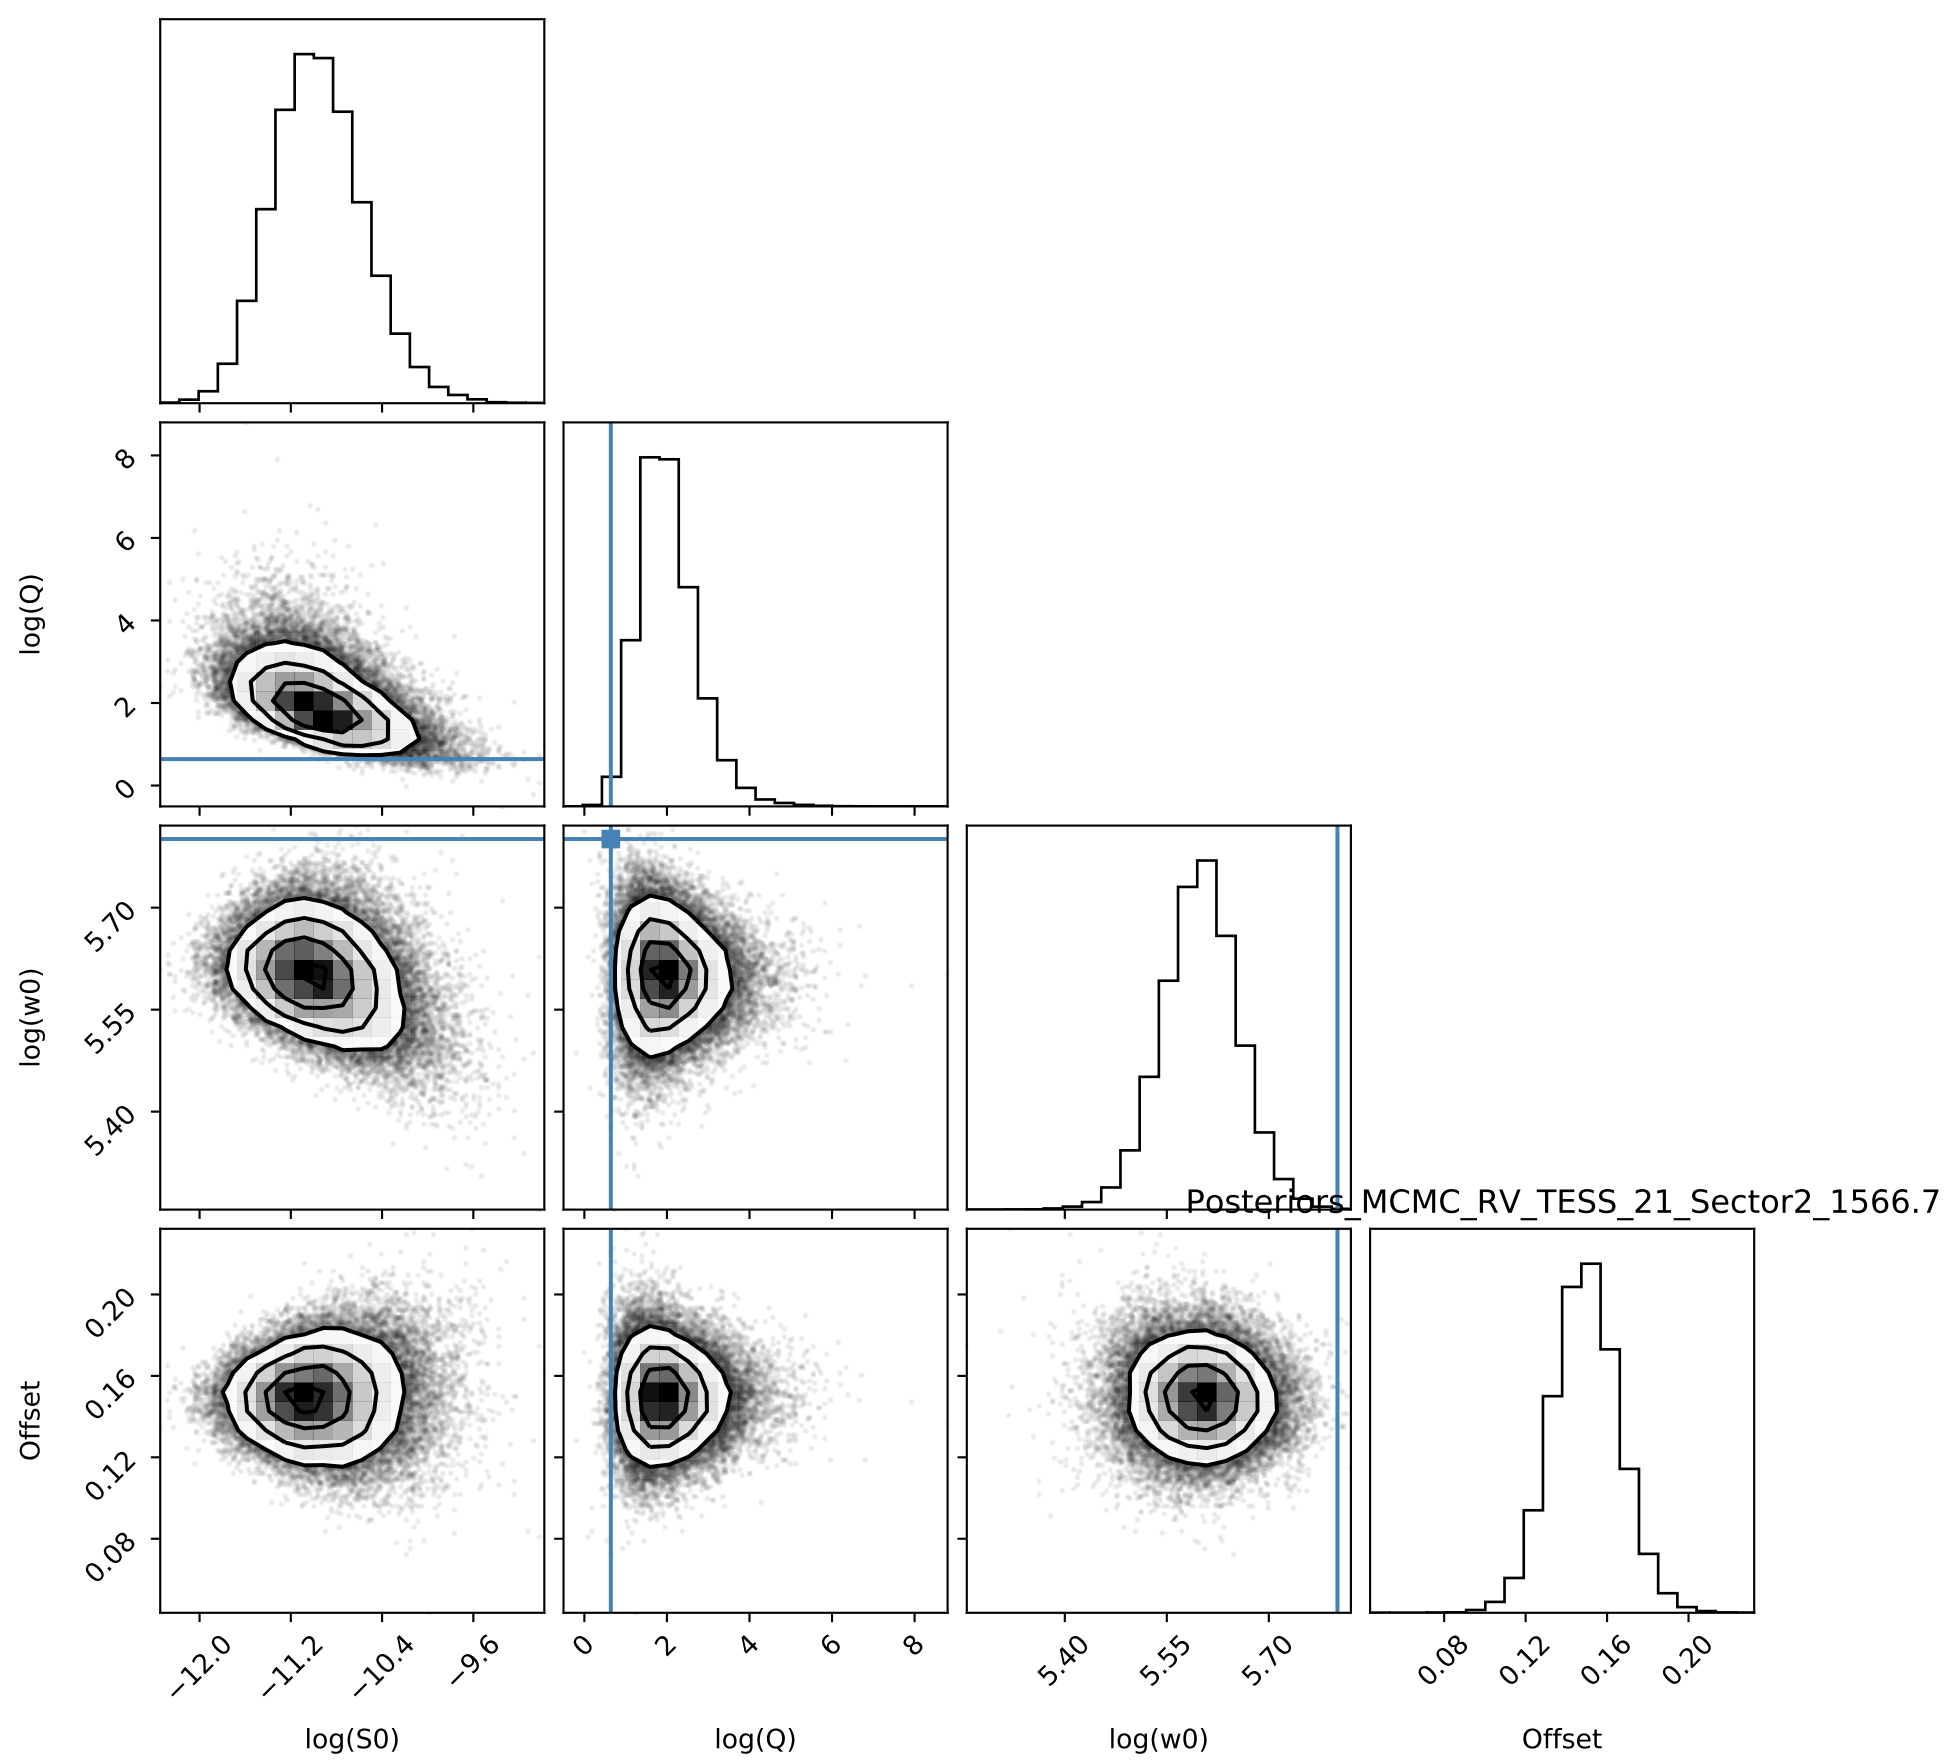 8
6
4
2
0
log(Q)
5.70
5.55
5.40
log(w0)
Posteriors_MCMC_RV_TESS_21_Sector2_1566.7
0.20
0.16
0.12
0.08
Offset
−12.0 −11.2 −10.4 −9.6 0 2 4 6 8 5.40 5.55 5.70 0.08 0.12 0.16 0.20
log(S0) log(Q) log(w0) Offset